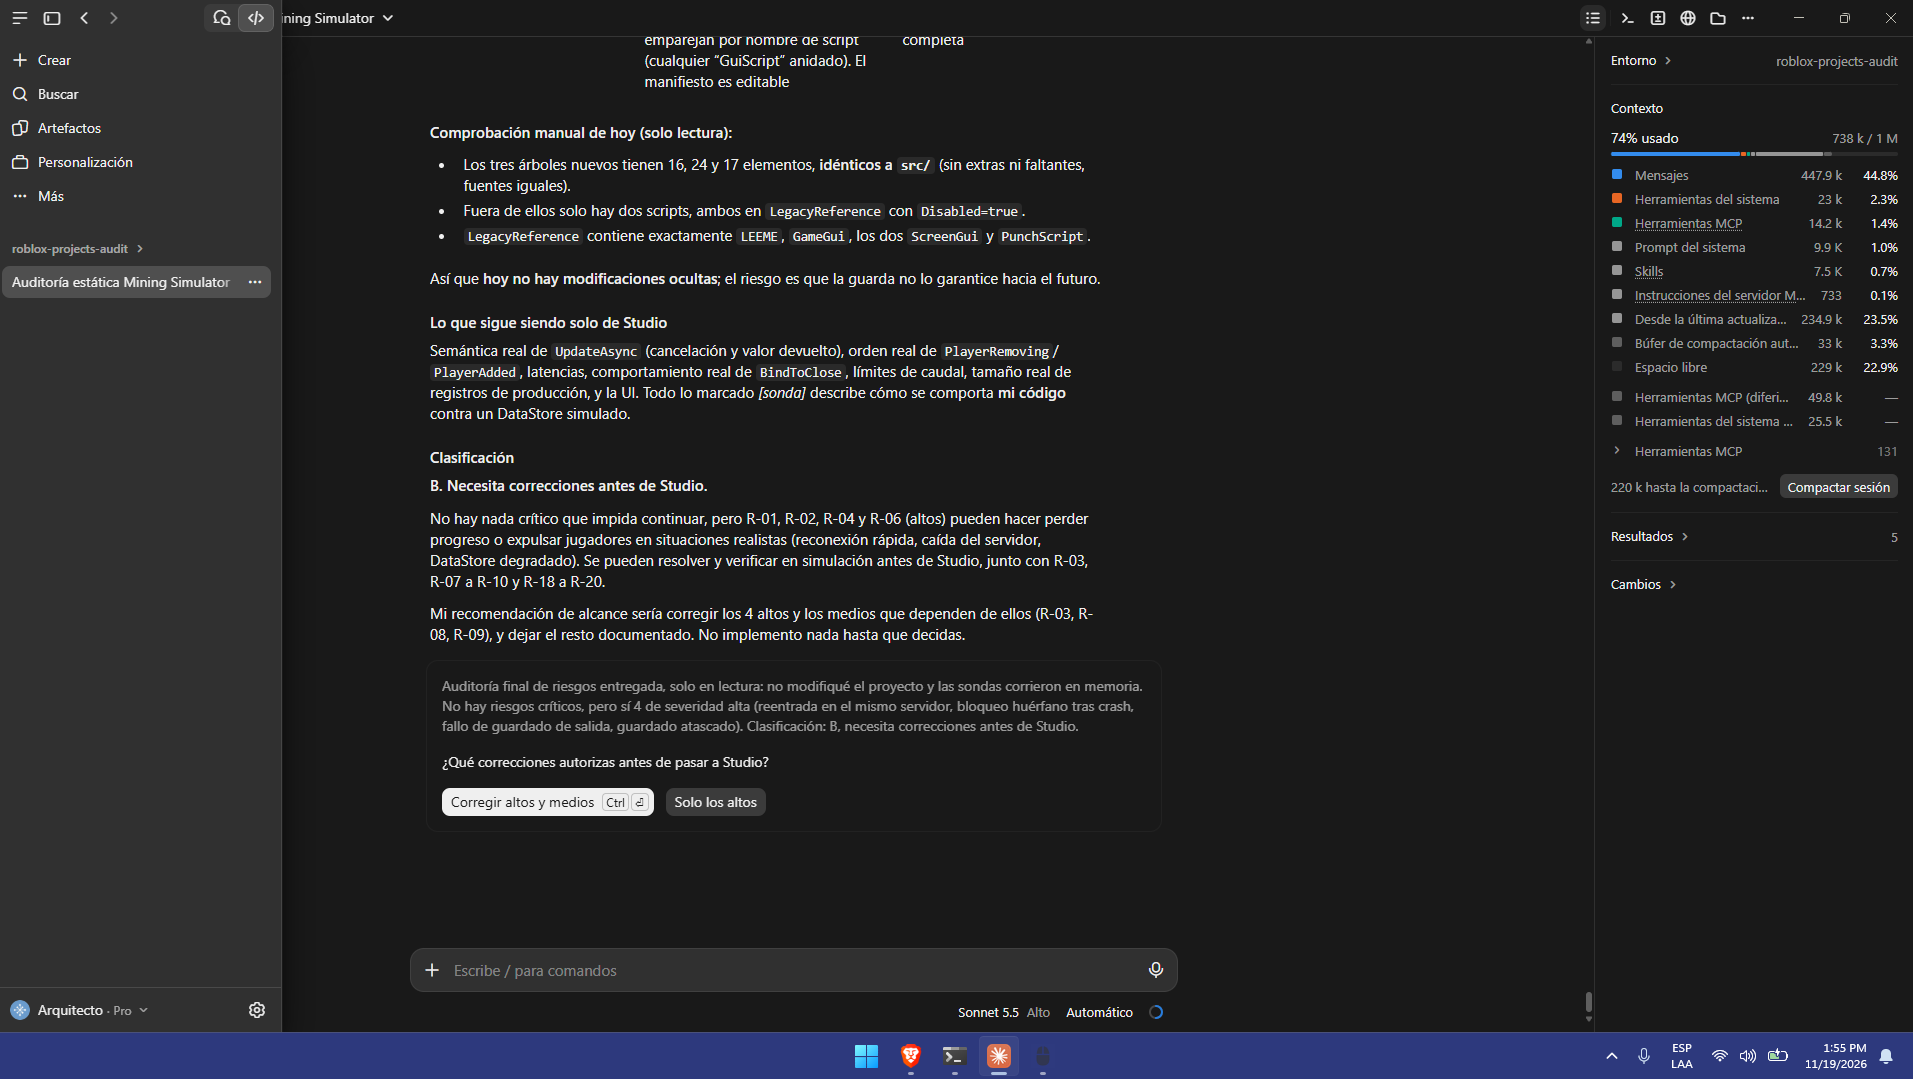 ining Simulator
Crear
Buscar
Artefactos
Personalización
Más
roblox-projects-audit
Auditoría estática Mining Simulator
Arquitecto · Pro
emparejan por nombre de script
(cualquier "GuiScript" anidado). El
manifiesto es editable
completa
Comprobación manual de hoy (solo lectura):
• Los tres árboles nuevos tienen 16, 24 y 17 elementos, idénticos a src/ (sin extras ni faltantes,
fuentes iguales).
• Fuera de ellos solo hay dos scripts, ambos en LegacyReference con Disabled=true.
• LegacyReference contiene exactamente LEEME, GameGui, los dos ScreenGui y PunchScript.
Así que hoy no hay modificaciones ocultas; el riesgo es que la guarda no lo garantice hacia el futuro.
Lo que sigue siendo solo de Studio
Semántica real de UpdateAsync (cancelación y valor devuelto), orden real de PlayerRemoving/
PlayerAdded, latencias, comportamiento real de BindToClose, límites de caudal, tamaño real de
registros de producción, y la UI. Todo lo marcado [sonda] describe cómo se comporta mi código
contra un DataStore simulado.
Clasificación
B. Necesita correcciones antes de Studio.
No hay nada crítico que impida continuar, pero R-01, R-02, R-04 y R-06 (altos) pueden hacer perder
progreso o expulsar jugadores en situaciones realistas (reconexión rápida, caída del servidor,
DataStore degradado). Se pueden resolver y verificar en simulación antes de Studio, junto con R-03,
R-07 a R-10 y R-18 a R-20.
Mi recomendación de alcance sería corregir los 4 altos y los medios que dependen de ellos (R-03, R-
08, R-09), y dejar el resto documentado. No implemento nada hasta que decidas.
Auditoría final de riesgos entregada, solo en lectura: no modifiqué el proyecto y las sondas corrieron en memoria.
No hay riesgos críticos, pero sí 4 de severidad alta (reentrada en el mismo servidor, bloqueo huérfano tras crash,
fallo de guardado de salida, guardado atascado). Clasificación: B, necesita correcciones antes de Studio.
¿Qué correcciones autorizas antes de pasar a Studio?
Corregir altos y medios Ctrl ⏎ Solo los altos
Escribe / para comandos
Sonnet 5.5 Alto Automático
Entorno roblox-projects-audit
Contexto
74% usado 738 k / 1 M
Mensajes 447.9 k 44.8%
Herramientas del sistema 23 k 2.3%
Herramientas MCP 14.2 k 1.4%
Prompt del sistema 9.9 K 1.0%
Skills 7.5 K 0.7%
Instrucciones del servidor M... 733 0.1%
Desde la última actualiza... 234.9 k 23.5%
Búfer de compactación aut... 33 k 3.3%
Espacio libre 229 k 22.9%
Herramientas MCP (diferi... 49.8 k —
Herramientas del sistema ... 25.5 k —
Herramientas MCP 131
220 k hasta la compactaci... Compactar sesión
Resultados 5
Cambios
ESP
LAA
1:55 PM
11/19/2026